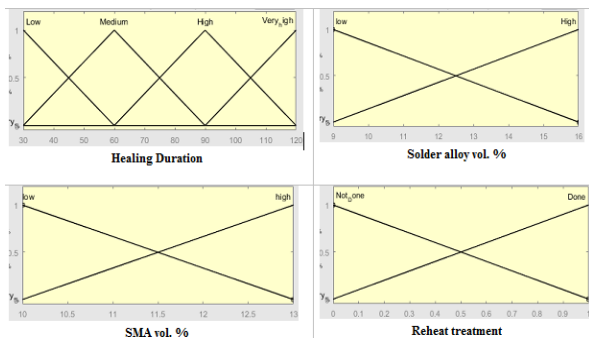 Low Medium High Very_high
1
0.5
30 40 50 60 70 80 90 100 110 120
Healing Duration
low High
1
0.5
9 10 11 12 13 14 15 16
Solder alloy vol. %
low high
1
0.5
10 10.5 11 11.5 12 12.5 13
SMA vol. %
Not_Done Done
1
0.5
0 0.1 0.2 0.3 0.4 0.5 0.6 0.7 0.8 0.9 1
Reheat treatment